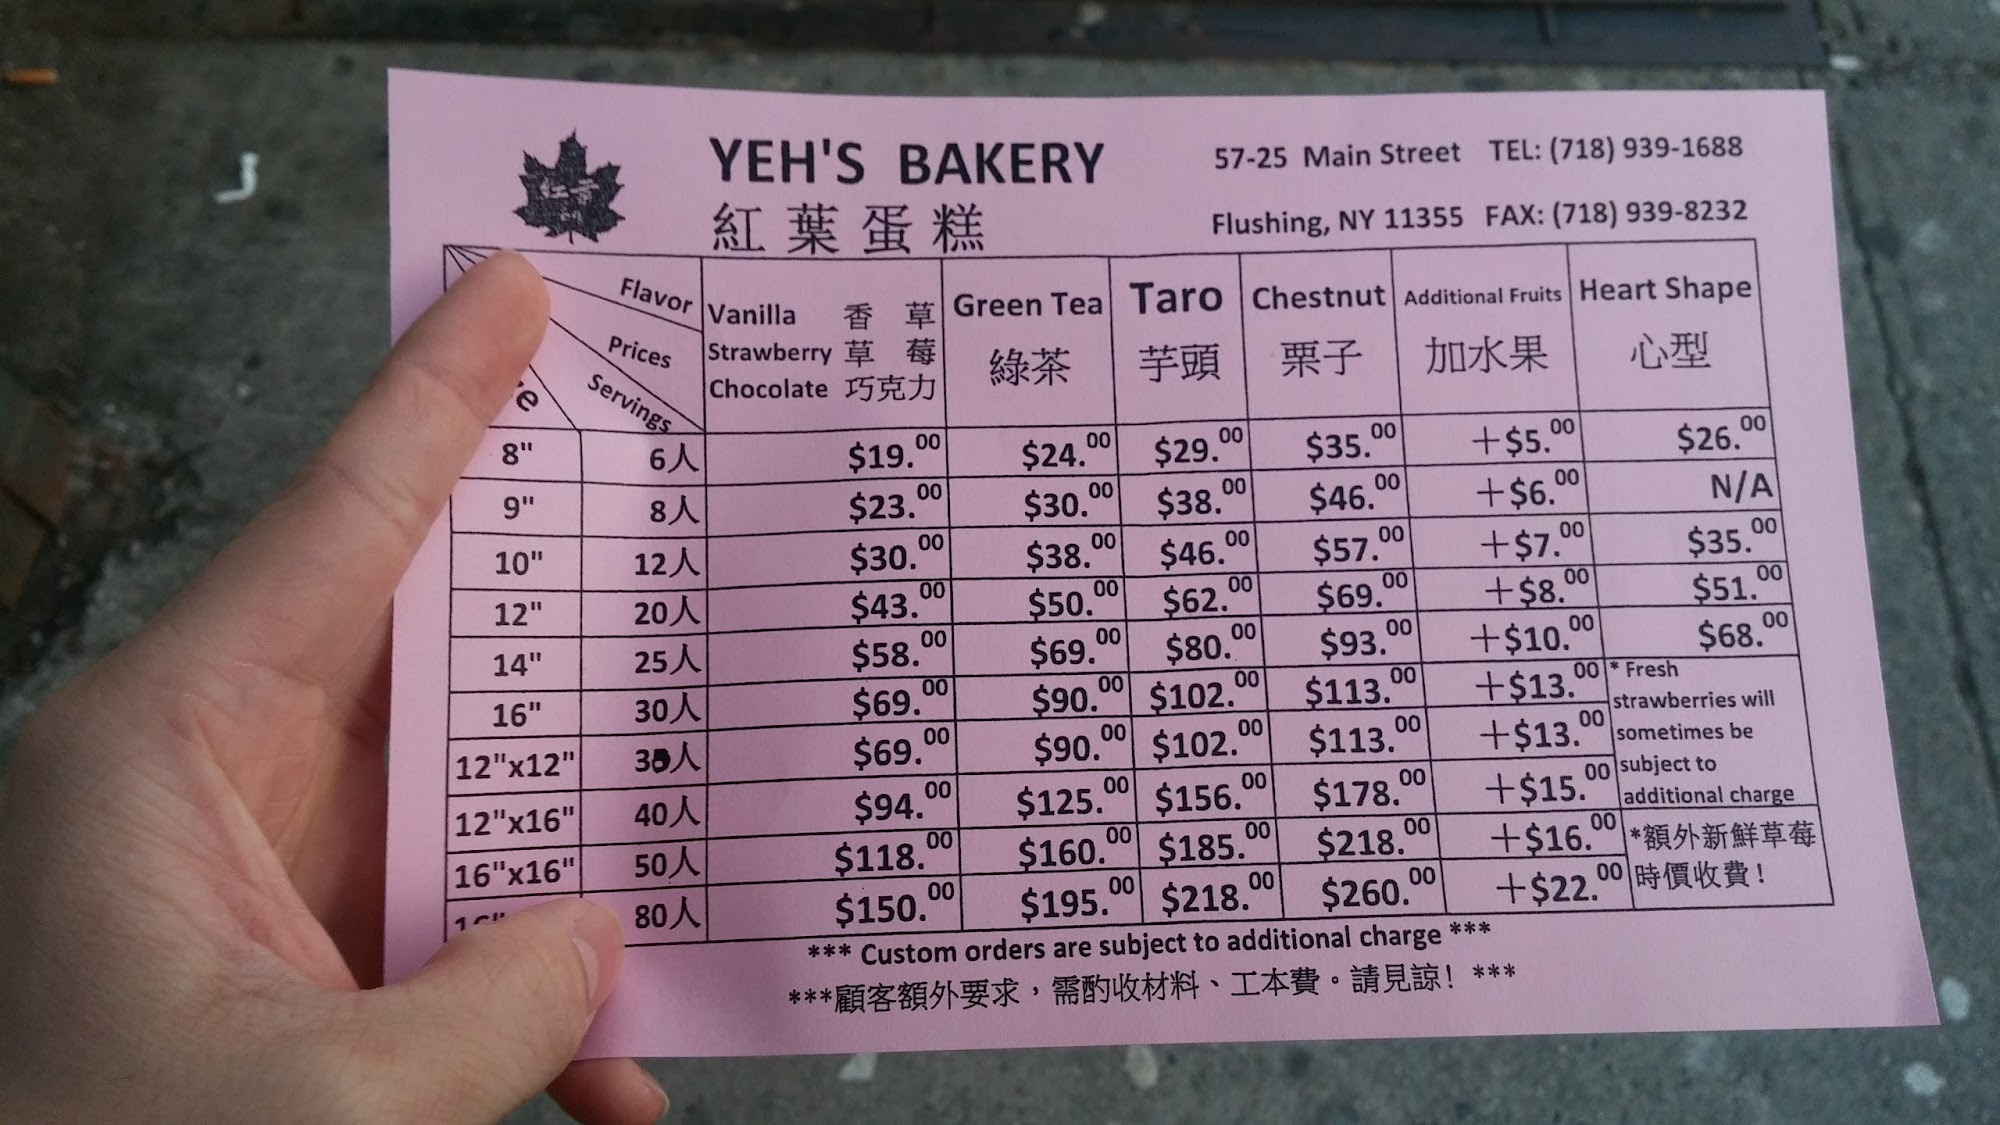 YEH'S BAKERY
紅葉蛋糕
57-25 Main Street TEL: (718) 939-1688
Flushing, NY 11355 FAX: (718) 939-8232
Flavor
Prices
Servings
Vanilla 香草
Strawberry 草莓
Chocolate 巧克力
Green Tea
綠茶
Taro
芋頭
Chestnut
栗子
Additional Fruits
加水果
Heart Shape
心型
8" 6人 $19.00 $24.00 $29.00 $35.00 +$5.00 $26.00
9" 8人 $23.00 $30.00 $38.00 $46.00 +$6.00 N/A
10" 12人 $30.00 $38.00 $46.00 $57.00 +$7.00 $35.00
12" 20人 $43.00 $50.00 $62.00 $69.00 +$8.00 $51.00
14" 25人 $58.00 $69.00 $80.00 $93.00 +$10.00 $68.00
16" 30人 $69.00 $90.00 $102.00 $113.00 +$13.00
12"x12" $69.00 $90.00 $102.00 $113.00 +$13.00
12"x16" 40人 $94.00 $125.00 $156.00 $178.00 +$15.00
16"x16" 50人 $118.00 $160.00 $185.00 $218.00 +$16.00
80人 $150.00 $195.00 $218.00 $260.00 +$22.00
* Fresh
strawberries will
sometimes be
subject to
additional charge
*額外新鮮草莓
時價收費!
*** Custom orders are subject to additional charge ***
***顧客額外要求，需酌收材料、工本費。請見諒! ***